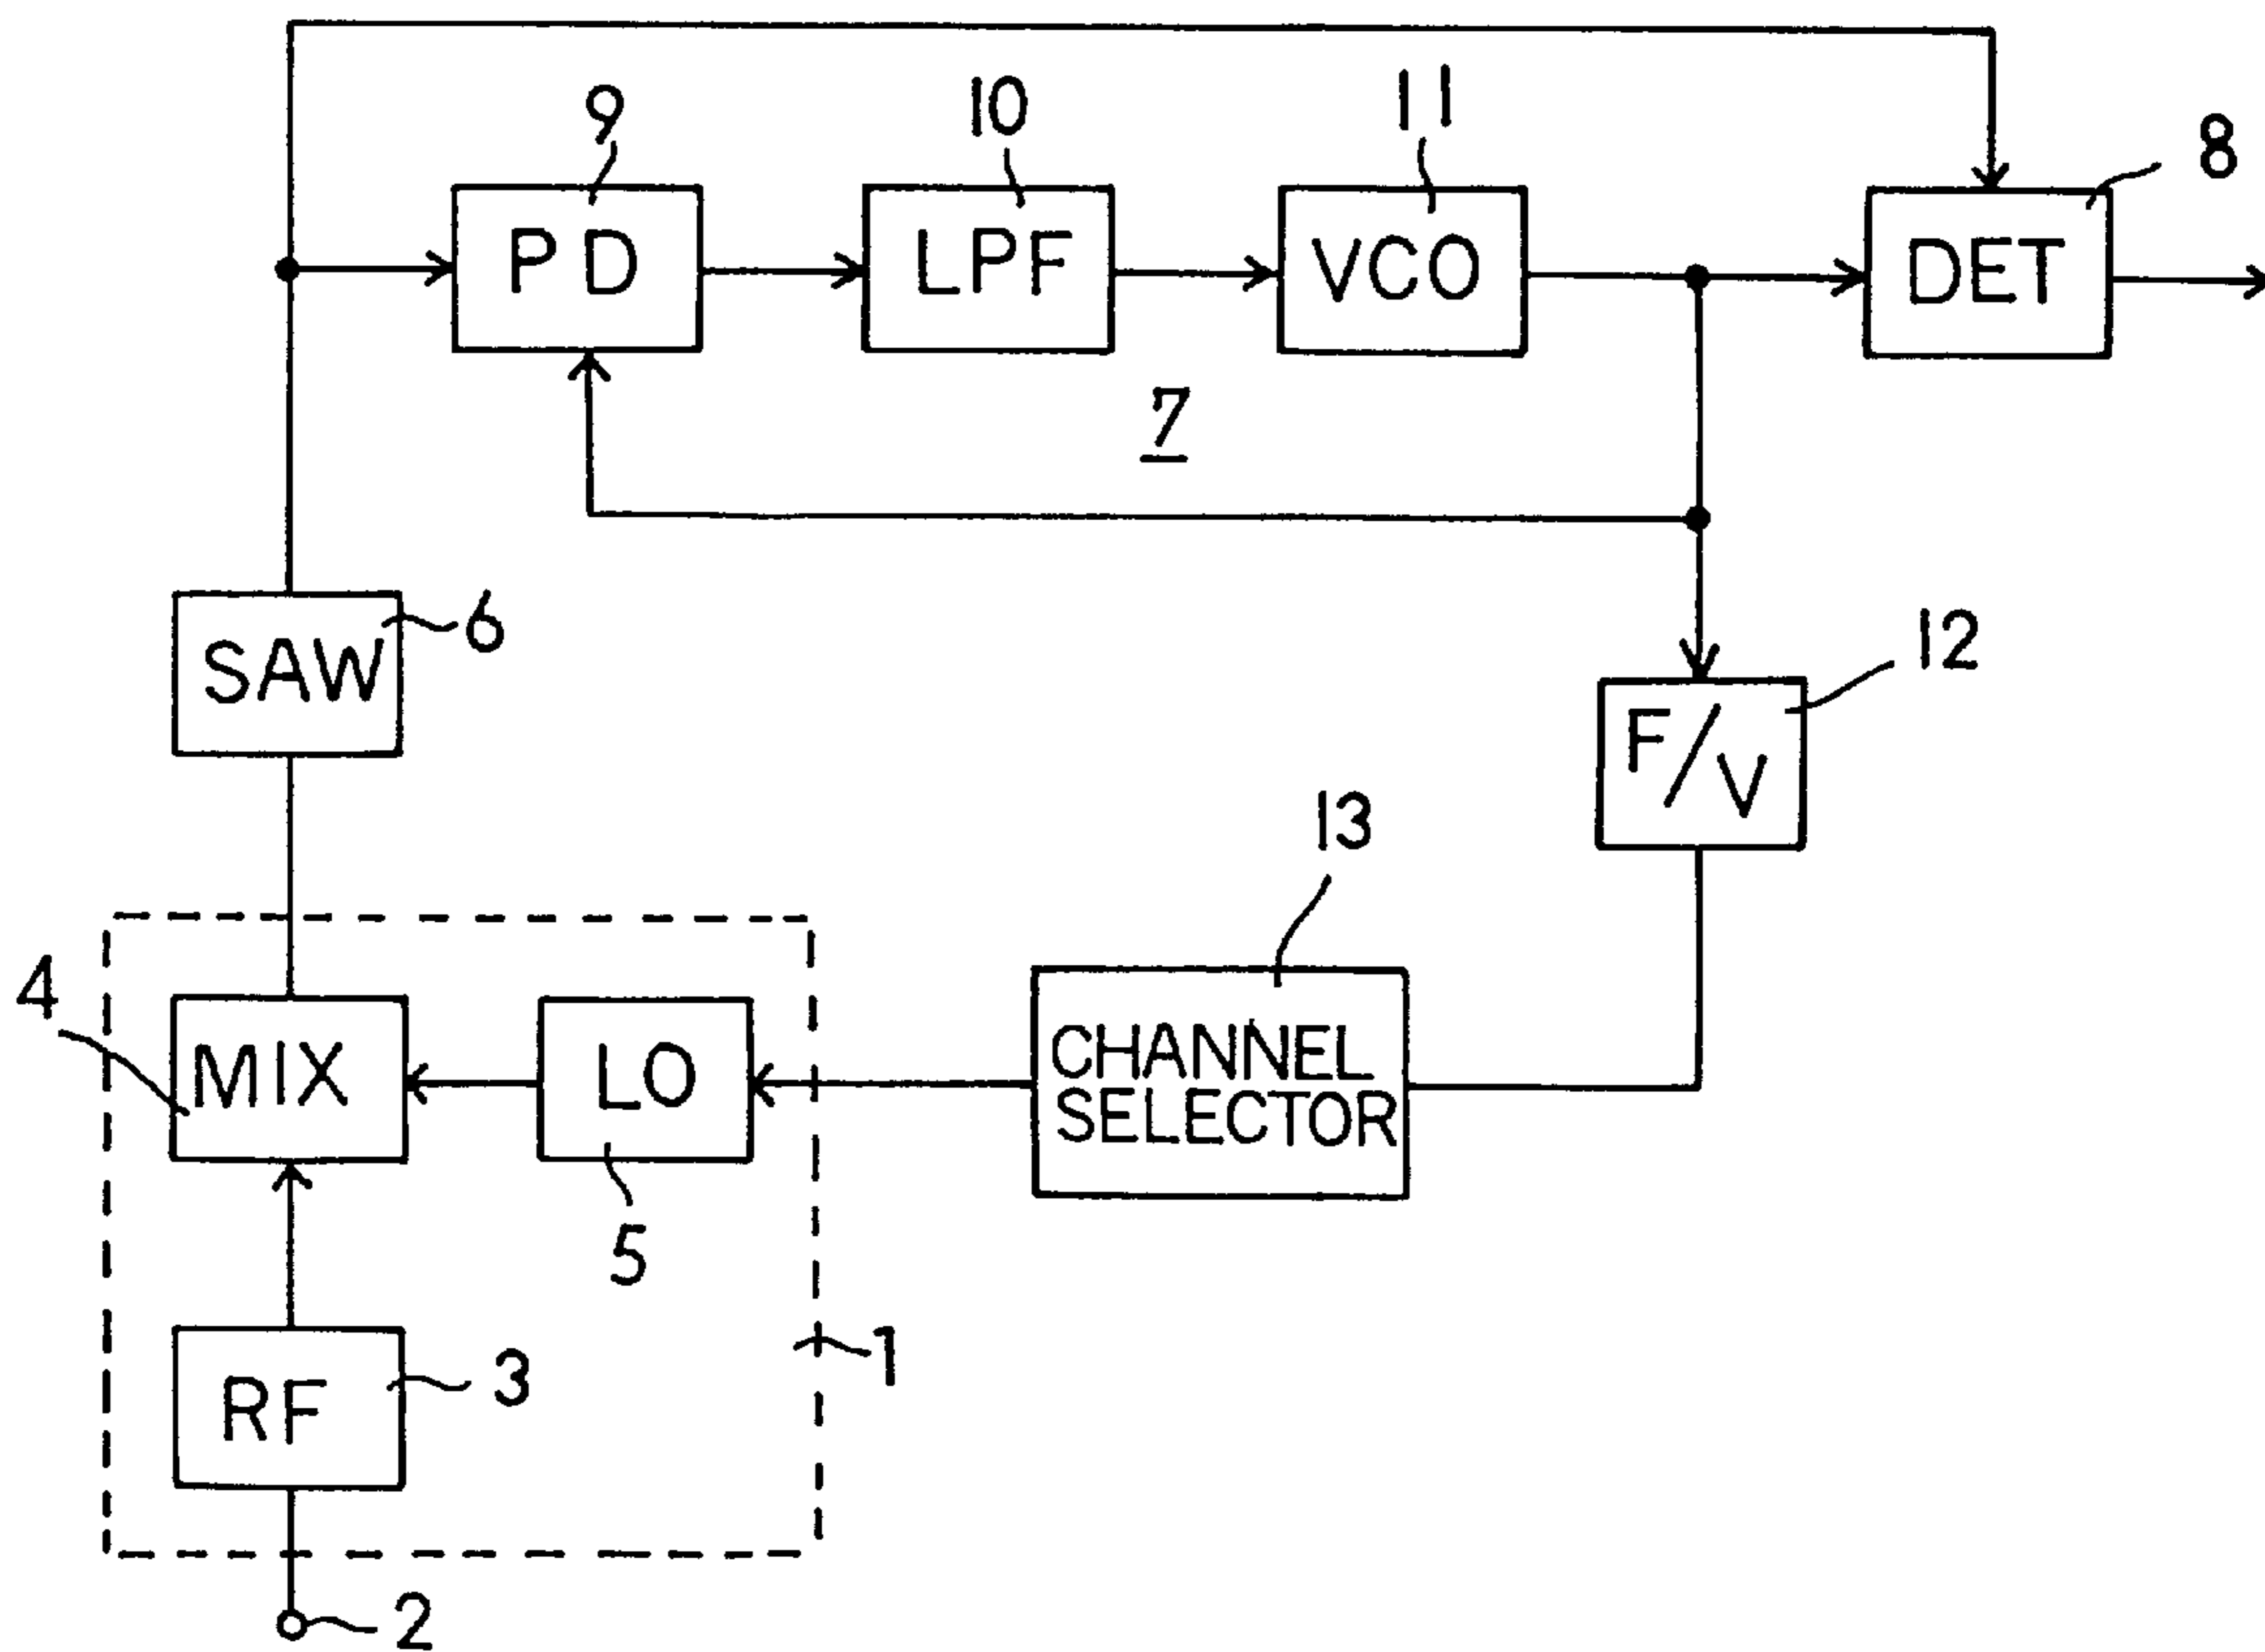 9
10
11
8
PD
LPF
VCO
DET
7
SAW
6
12
F/V
13
4
MIX
LO
CHANNEL
SELECTOR
5
1
RF
3
2